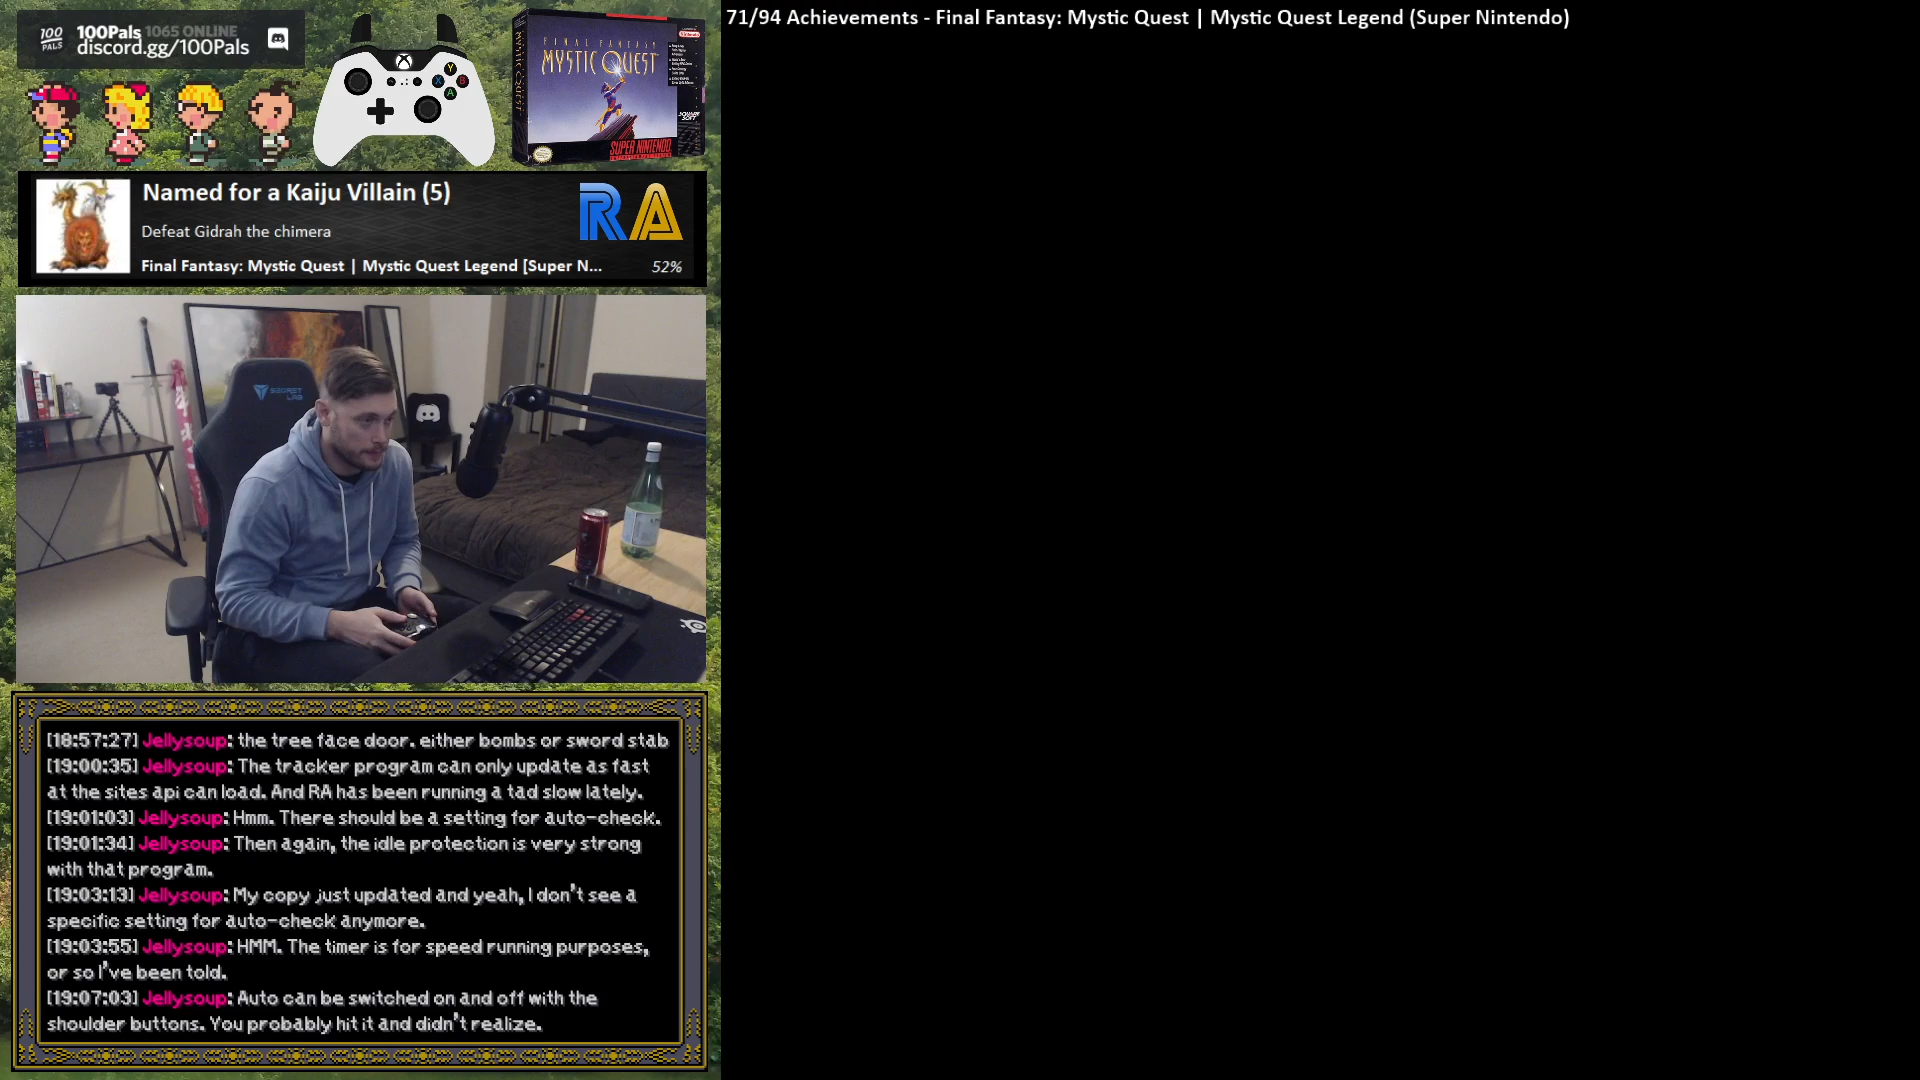 100
PALS
100Pals 1065 ONLINE
discord.gg/100Pals
FINAL FANTASY
MYSTIC QUEST
SUPER NINTENDO
SQUARE
SOFT
X
Y
X
B
A
71/94 Achievements - Final Fantasy: Mystic Quest | Mystic Quest Legend (Super Nintendo)
Named for a Kaiju Villain (5)
RA
Defeat Gidrah the chimera
Final Fantasy: Mystic Quest | Mystic Quest Legend [Super N...
52%
SECRET
LAB
[18:57:27] Jellysoup: the tree face door. either bombs or sword stab
[19:00:35] Jellysoup: The tracker program can only update as fast
at the sites api can load. And RA has been running a tad slow lately.
[19:01:03] Jellysoup: Hmm. There should be a setting for auto-check.
[19:01:34] Jellysoup: Then again, the idle protection is very strong
with that program.
[19:03:13] Jellysoup: My copy just updated and yeah, I don't see a
specific setting for auto-check anymore.
[19:03:55] Jellysoup: HMM. The timer is for speed running purposes,
or so I've been told.
[19:07:03] Jellysoup: Auto can be switched on and off with the
shoulder buttons. You probably hit it and didn't realize.